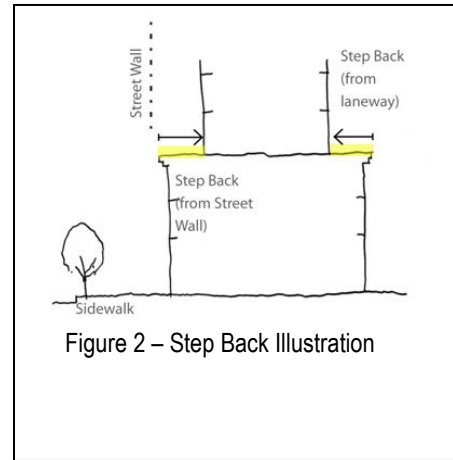 Street Wall
Step Back
(from
laneway)
Step Back
(from Street
Wall)
Sidewalk
Figure 2 – Step Back Illustration